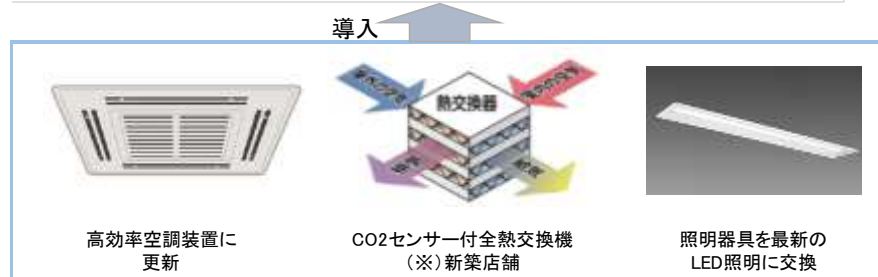 導入
熱交換器
高効率空調装置に
更新
CO2センサー付全熱交換機
(※)新築店舗
照明器具を最新の
LED照明に交換